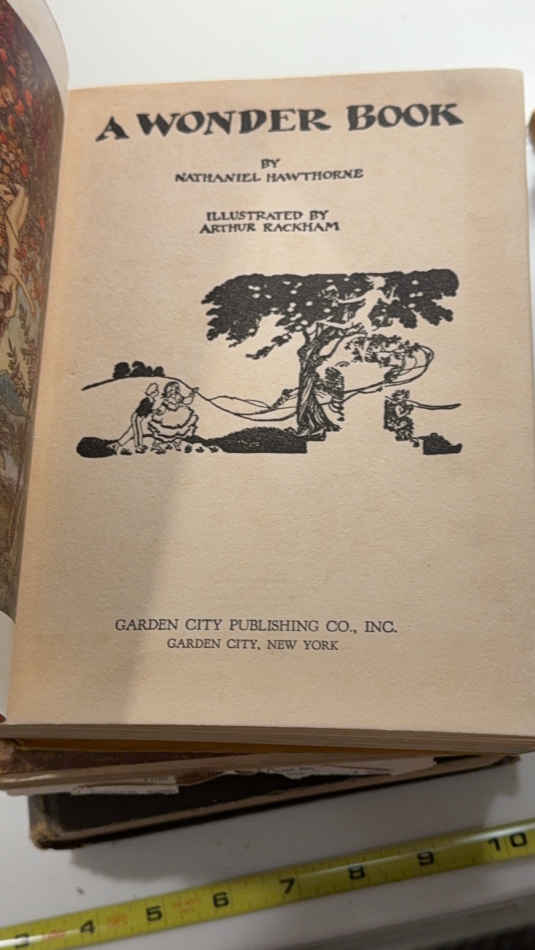 A WONDER BOOK
BY
NATHANIEL HAWTHORNE
ILLUSTRATED BY
ARTHUR RACKHAM
GARDEN CITY PUBLISHING CO., INC.
GARDEN CITY, NEW YORK
3 4 5 6 7 8 9 10